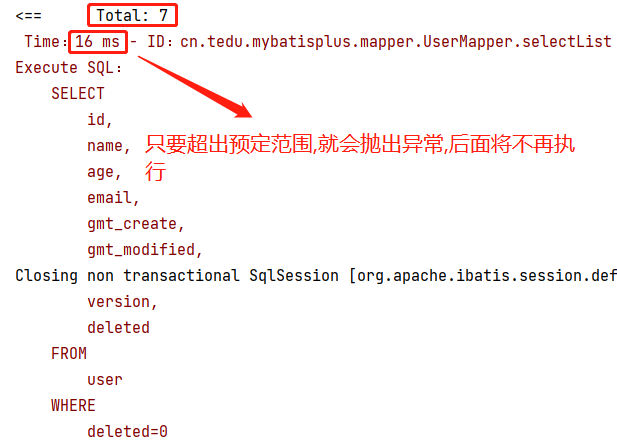 <==      Total: 7
Time：16 ms - ID：cn.tedu.mybatisplus.mapper.UserMapper.selectList
Execute SQL：
SELECT
id,
name,
只要超出预定范围,就会抛出异常,后面将不再执
行
age,
email,
gmt_create,
gmt_modified,
Closing non transactional SqlSession [org.apache.ibatis.session.def
version,
deleted
FROM
user
WHERE
deleted=0